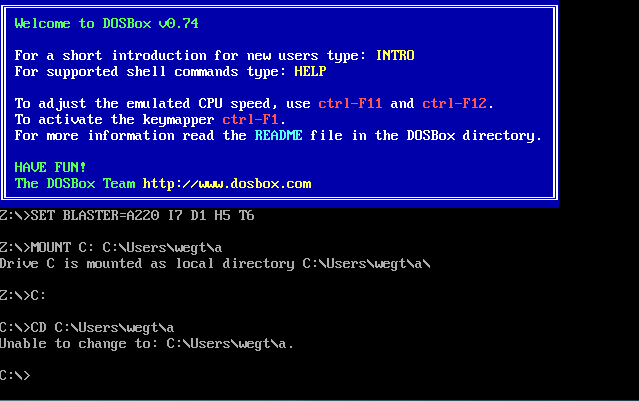 Welcome to DOSBox v0.74
For a short introduction for new users type: INTRO
For supported shell commands type: HELP
To adjust the emulated CPU speed, use ctrl-F11 and ctrl-F12.
To activate the keymapper ctrl-F1.
For more information read the README file in the DOSBox directory.
HAVE FUN!
The DOSBox Team http://www.dosbox.com
Z:\>SET BLASTER=A220 I7 D1 H5 T6
Z:\>MOUNT C: C:\Users\wegt\a
Drive C is mounted as local directory C:\Users\wegt\a\
Z:\>C:
C:\>CD C:\Users\wegt\a
Unable to change to: C:\Users\wegt\a.
C:\>